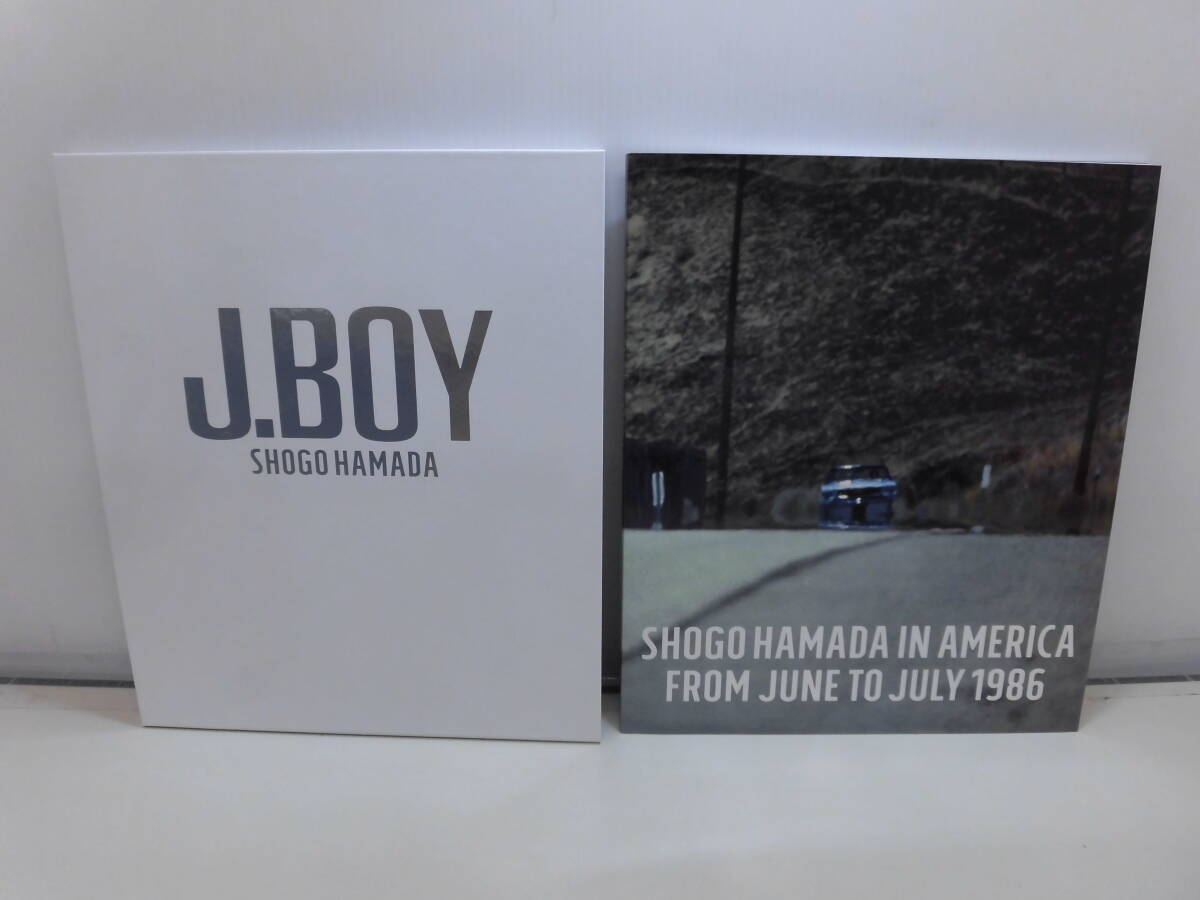 J.BOY
SHOGO HAMADA
SHOGO HAMADA IN AMERICA
FROM JUNE TO JULY 1986